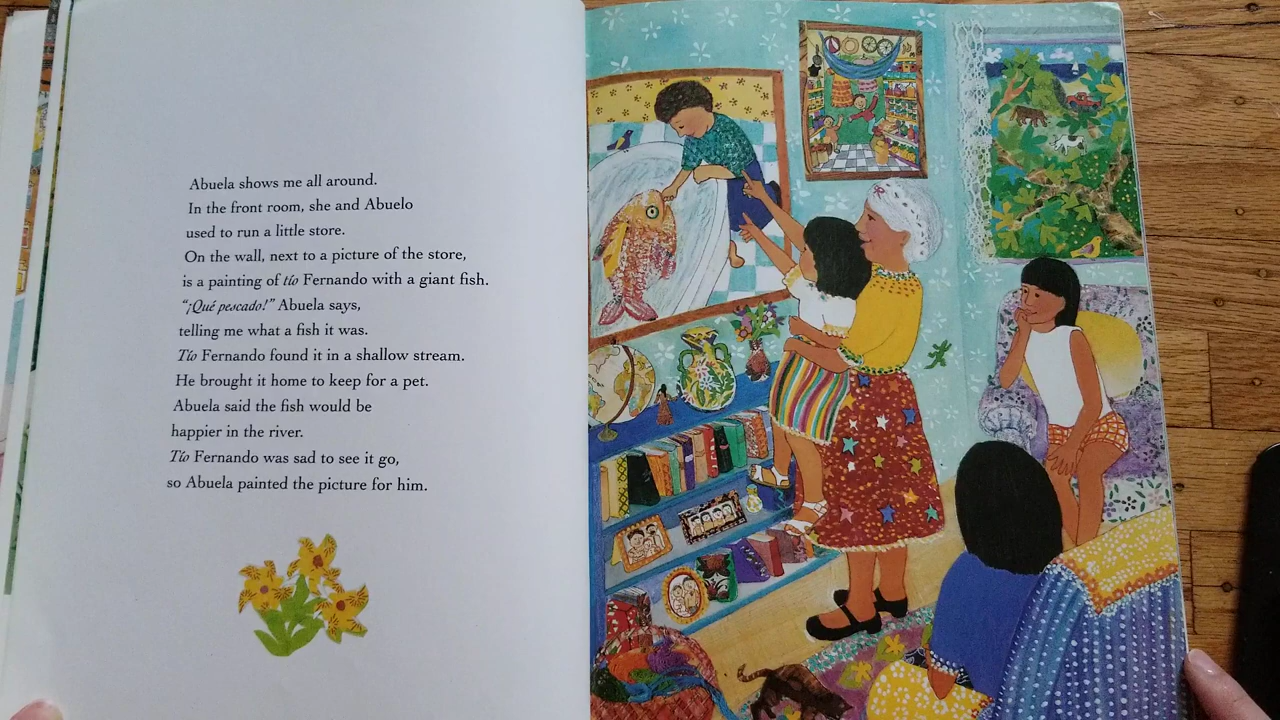 Abuela shows me all around.
In the front room, she and Abuelo
used to run a little store.
On the wall, next to a picture of the store,
is a painting of tío Fernando with a giant fish.
“¡Qué pescado!” Abuela says,
telling me what a fish it was.
Tío Fernando found it in a shallow stream.
He brought it home to keep for a pet.
Abuela said the fish would be
happier in the river.
Tío Fernando was sad to see it go,
so Abuela painted the picture for him.